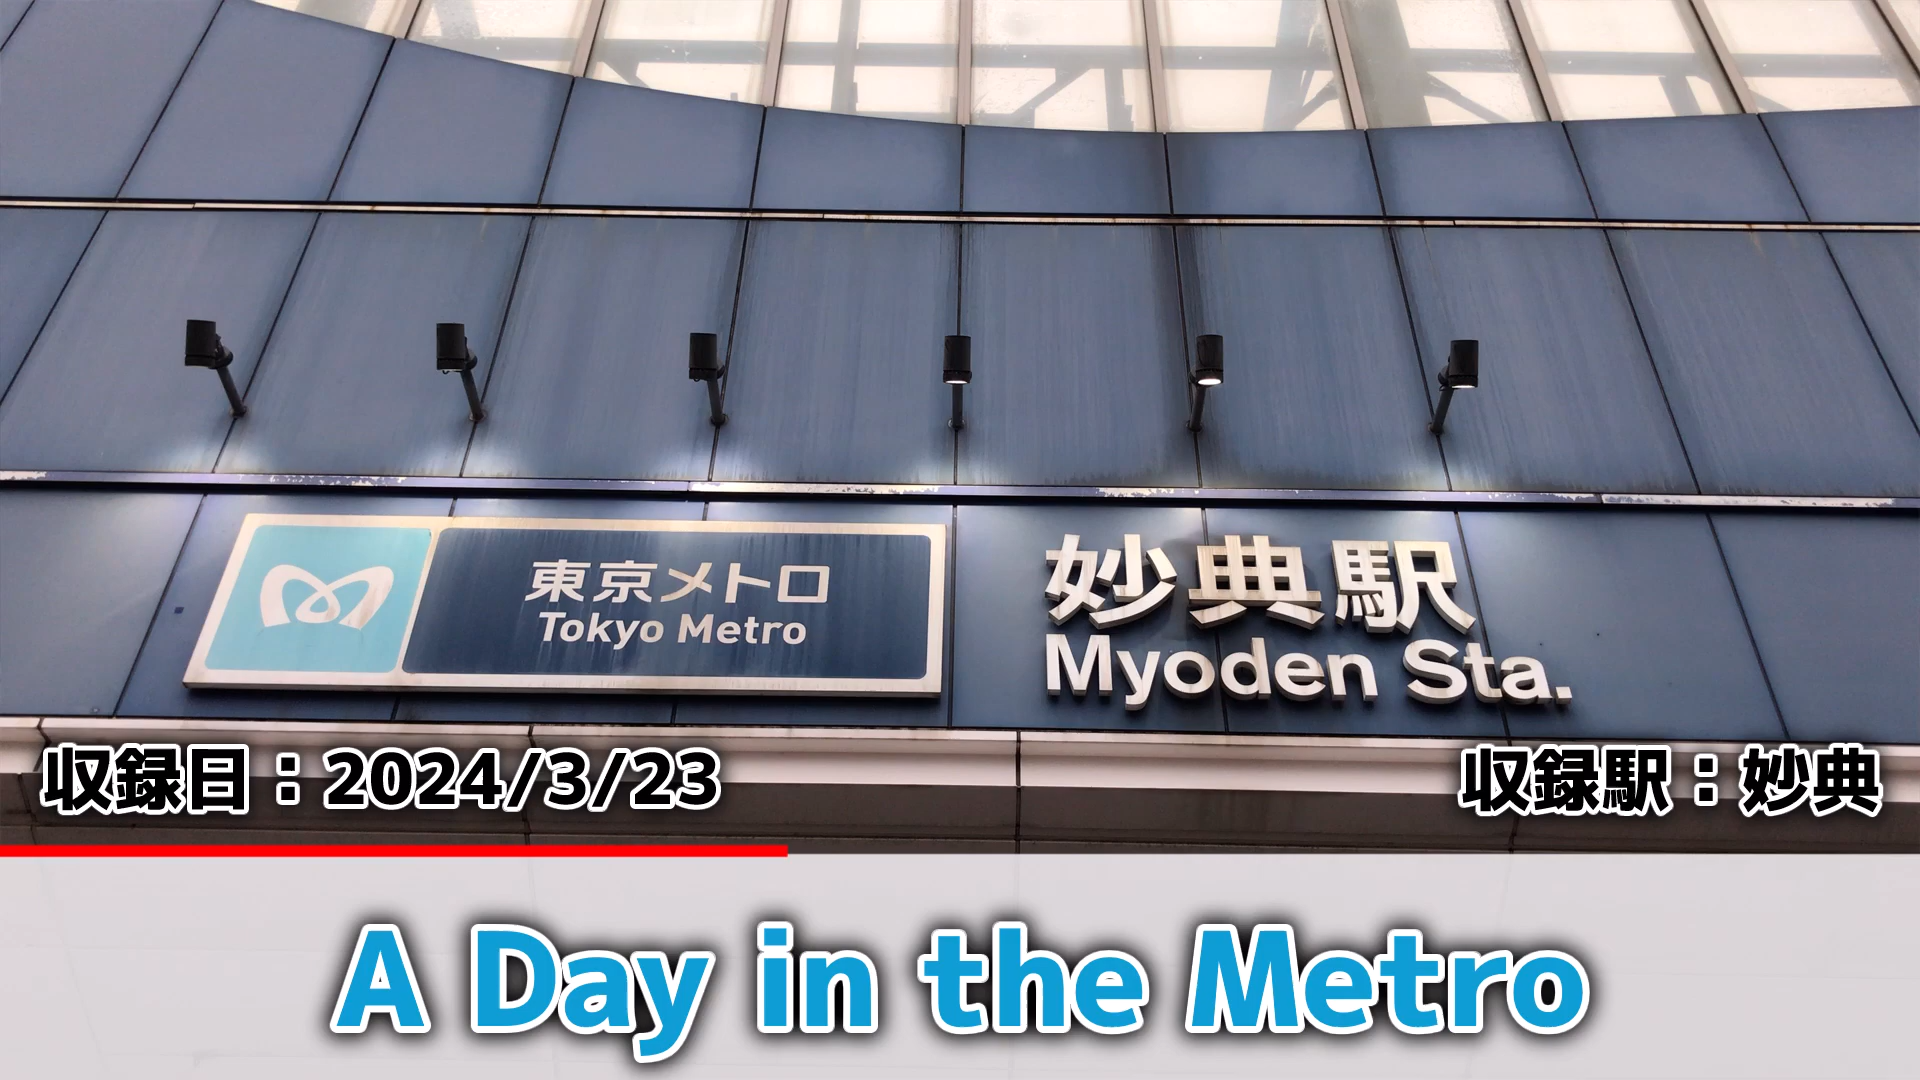 東京メトロ
Tokyo Metro
妙典駅
Myoden Sta.
収録日：2024/3/23
収録駅：妙典
A Day in the Metro